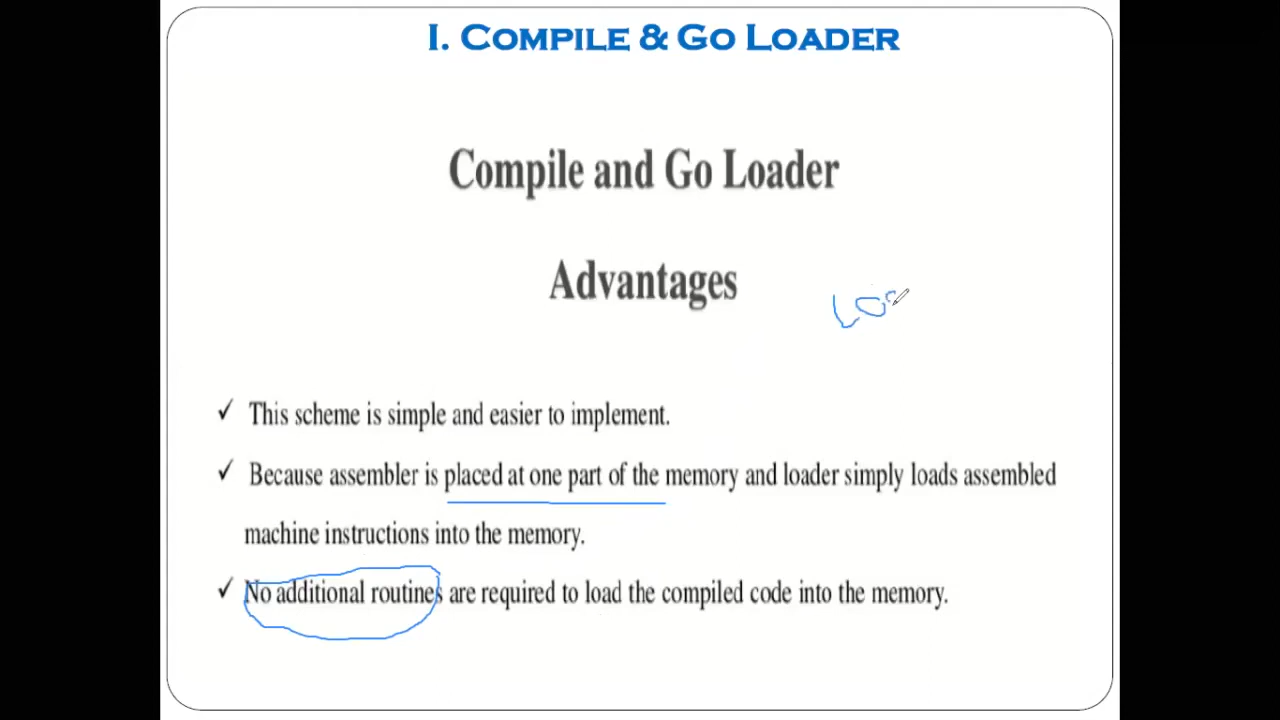 I. COMPILE & GO LOADER
Compile and Go Loader
Advantages
✓ This scheme is simple and easier to implement.
✓ Because assembler is placed at one part of the memory and loader simply loads assembled
machine instructions into the memory.
✓ No additional routines are required to load the compiled code into the memory.